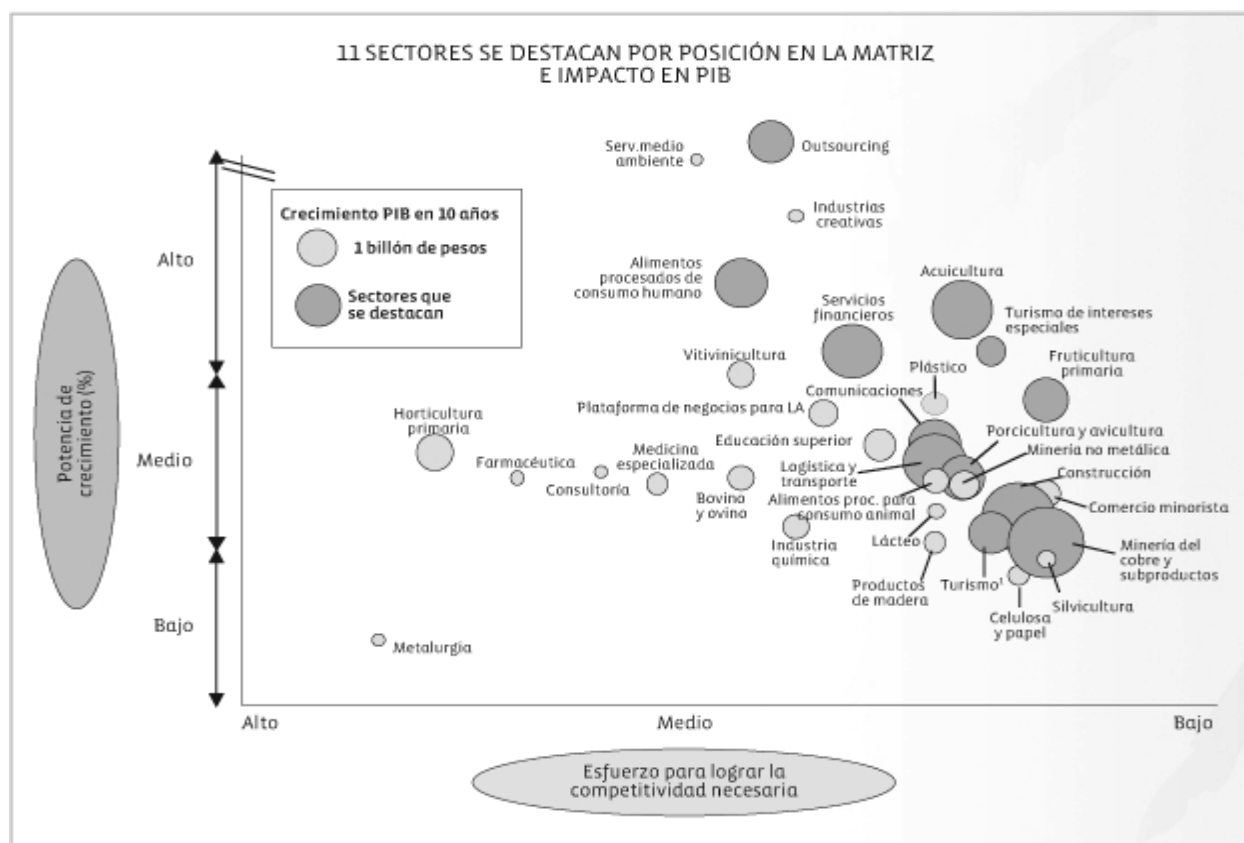 11 SECTORES SE DESTACAN POR POSICIÓN EN LA MATRIZ
E IMPACTO EN PIB
Serv.medio
ambiente
Outsourcing
Crecimiento PIB en 10 años
1 billón de pesos
Sectores que
se destacan
Industrias
creativas
Alto
Alimentos
procesados de
consumo humano
Servicios
financieros
Acuicultura
Turismo de intereses
especiales
Vitivinicultura
Plástico
Fruticultura
primaria
Comunicaciones
Plataforma de negocios para LA
Potencia de
crecimiento (%)
Medio
Horticultura
primaria
Farmacéutica
Consultoría
Medicina
especializada
Educación superior
Porcicultura y avicultura
Minería no metálica
Logística y
transporte
Construcción
Bovino
y ovino
Alimentos proc. para
consumo animal
Comercio minorista
Industria
química
Lácteo
Minería del
cobre y
subproductos
Productos
de madera
Turismo¹
Silvicultura
Celulosa
y papel
Bajo
Metalurgia
Alto
Medio
Bajo
Esfuerzo para lograr la
competitividad necesaria